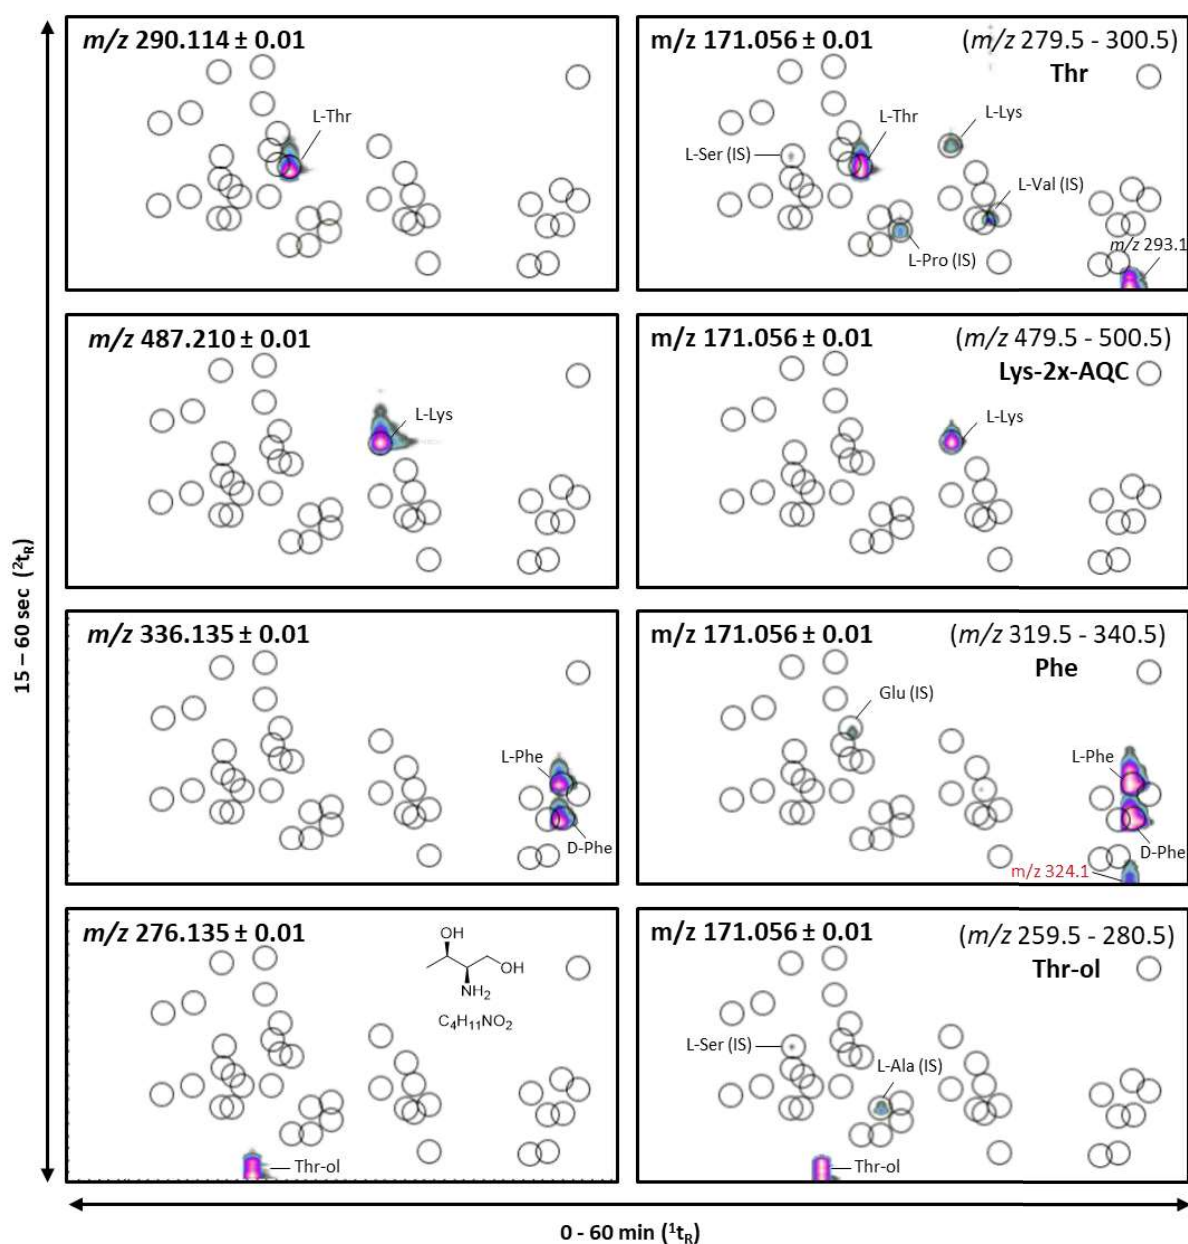 m/z 290.114 ± 0.01
L-Thr
m/z 171.056 ± 0.01
(m/z 279.5 - 300.5)
Thr
L-Thr
L-Lys
L-Ser (IS)
L-Val (IS)
L-Pro (IS)
m/z 293.1
m/z 487.210 ± 0.01
L-Lys
m/z 171.056 ± 0.01
(m/z 479.5 - 500.5)
Lys-2x-AQC
L-Lys
m/z 336.135 ± 0.01
L-Phe
D-Phe
m/z 171.056 ± 0.01
(m/z 319.5 - 340.5)
Phe
Glu (IS)
L-Phe
D-Phe
m/z 324.1
m/z 276.135 ± 0.01
OH
OH
NH₂
C₄H₁₁NO₂
Thr-ol
m/z 171.056 ± 0.01
(m/z 259.5 - 280.5)
Thr-ol
L-Ser (IS)
L-Ala (IS)
Thr-ol
15 – 60 sec (²tR)
0 - 60 min (¹tR)